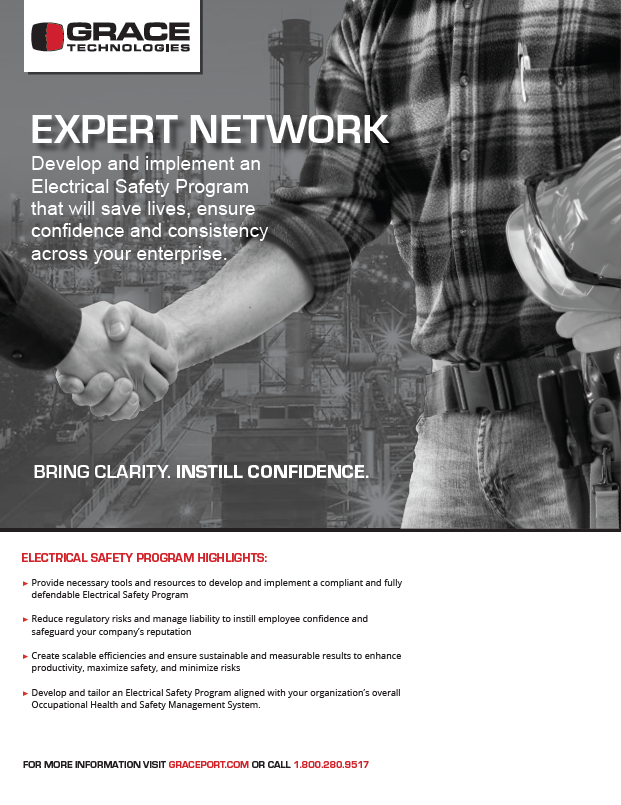 GRACE
TECHNOLOGIES
EXPERT NETWORK
Develop and implement an
Electrical Safety Program
that will save lives, ensure
confidence and consistency
across your enterprise.
BRING CLARITY. INSTILL CONFIDENCE.
ELECTRICAL SAFETY PROGRAM HIGHLIGHTS:
▸ Provide necessary tools and resources to develop and implement a compliant and fully
defendable Electrical Safety Program
▸ Reduce regulatory risks and manage liability to instill employee confidence and
safeguard your company's reputation
▸ Create scalable efficiencies and ensure sustainable and measurable results to enhance
productivity, maximize safety, and minimize risks
▸ Develop and tailor an Electrical Safety Program aligned with your organization's overall
Occupational Health and Safety Management System.
FOR MORE INFORMATION VISIT GRACEPORT.COM OR CALL 1.800.280.9517